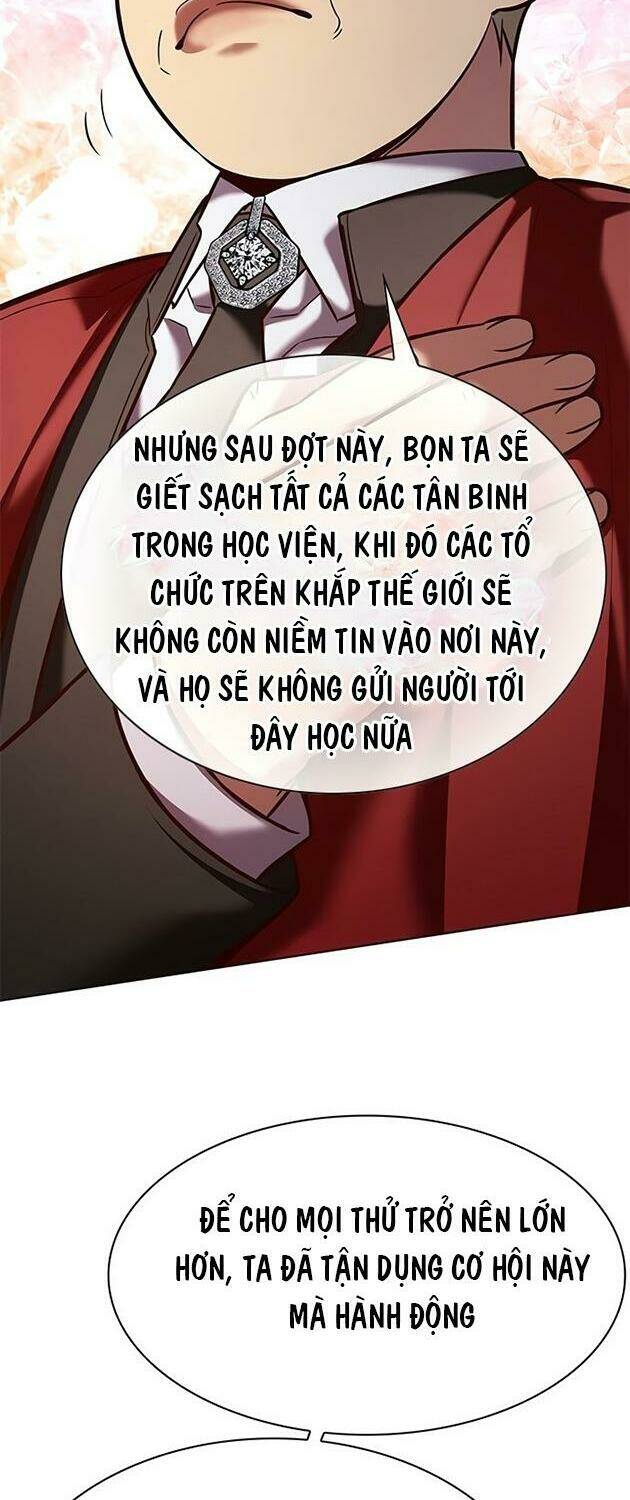 NHƯNG SAU ĐỢT NÀY, BỌN TA SẼ
GIẾT SẠCH TẤT CẢ CÁC TÂN BINH
TRONG HỌC VIỆN, KHI ĐÓ CÁC TỔ
CHỨC TRÊN KHẮP THẾ GIỚI SẼ
KHÔNG CÒN NIỀM TIN VÀO NƠI NÀY,
VÀ HỌ SẼ KHÔNG GỬI NGƯỜI TỚI
ĐÂY HỌC NỮA
ĐỂ CHO MỌI THỨ TRỞ NÊN LỚN
HƠN, TA ĐÃ TẬN DỤNG CƠ HỘI NÀY
MÀ HÀNH ĐỘNG